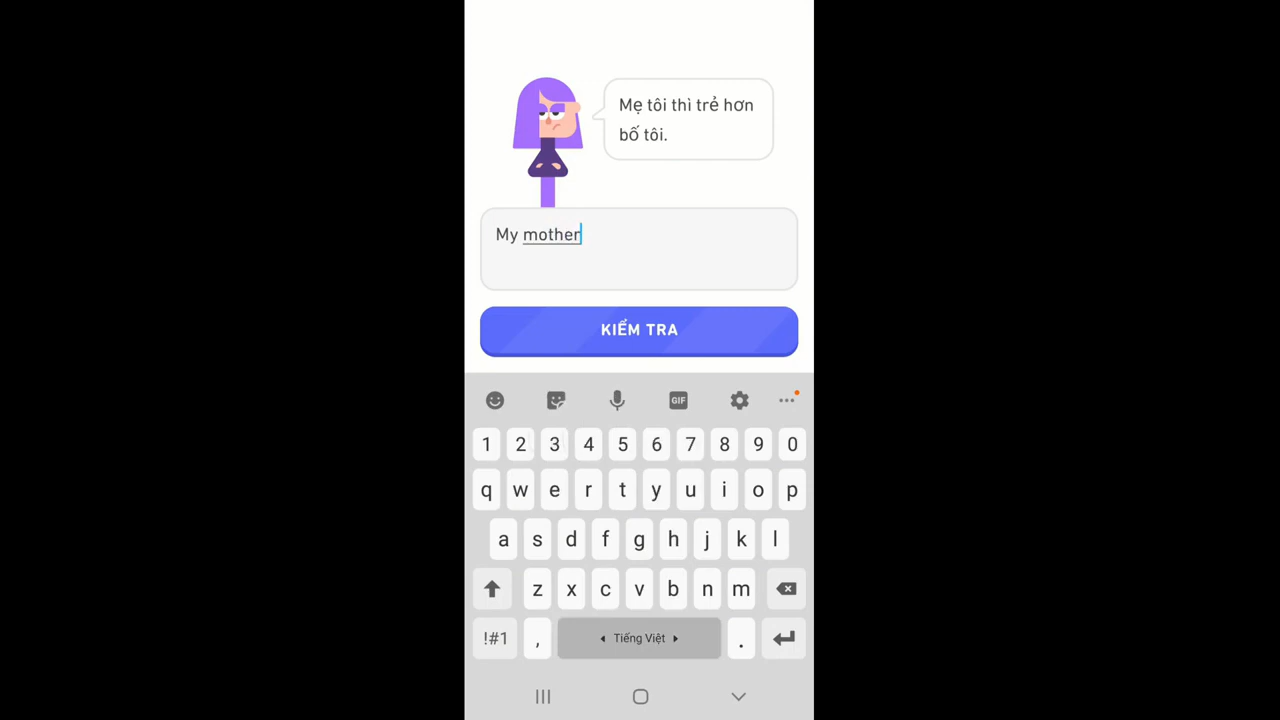 Mẹ tôi thì trẻ hơn
bố tôi.
My mother
KIỂM TRA
GIF
1 2 3 4 5 6 7 8 9 0
q w e r t y u i o p
a s d f g h j k l
z x c v b n m
!#1 , Tiếng Việt .